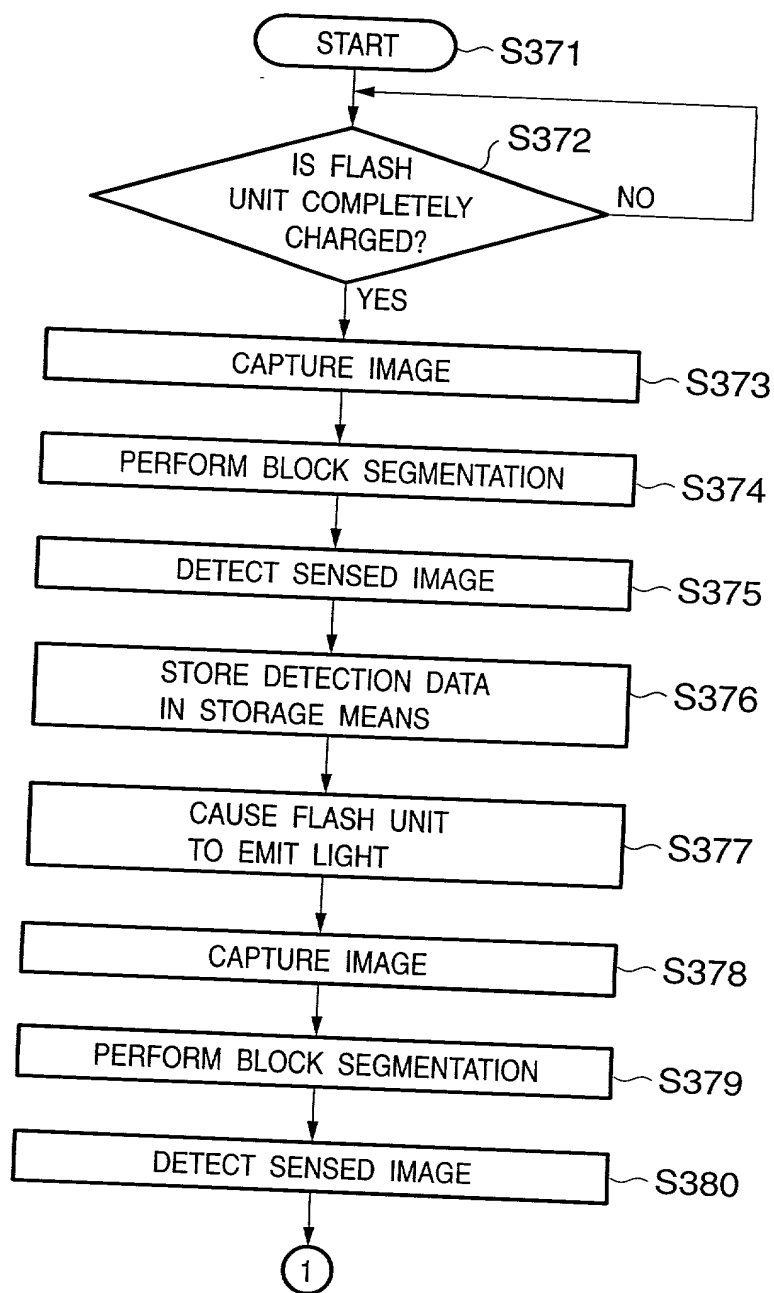 START
S371
S372
IS FLASH
UNIT COMPLETELY
CHARGED?
NO
YES
CAPTURE IMAGE
S373
PERFORM BLOCK SEGMENTATION
S374
DETECT SENSED IMAGE
S375
STORE DETECTION DATA
IN STORAGE MEANS
S376
CAUSE FLASH UNIT
TO EMIT LIGHT
S377
CAPTURE IMAGE
S378
PERFORM BLOCK SEGMENTATION
S379
DETECT SENSED IMAGE
S380
1